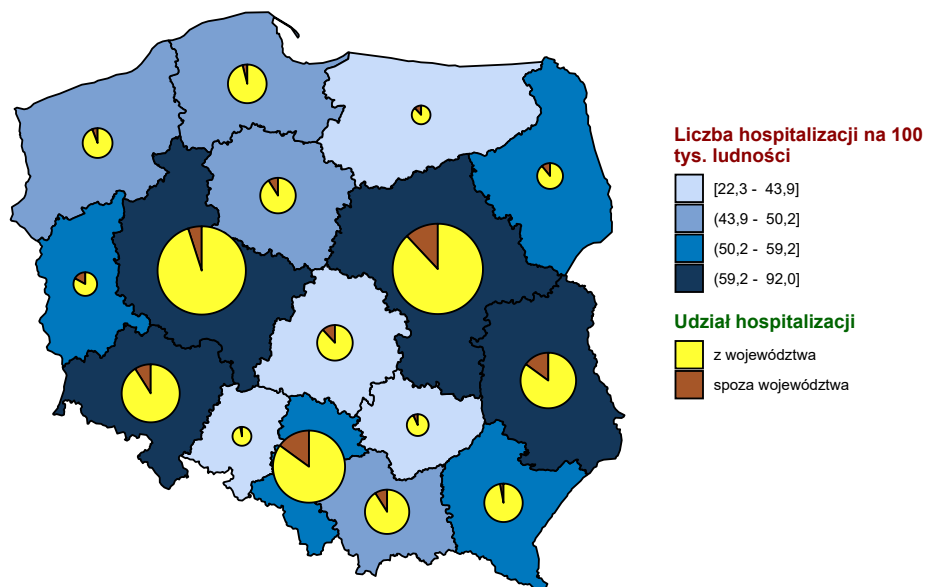 Liczba hospitalizacji na 100
tys. ludności
[22,3 - 43,9]
(43,9 - 50,2]
(50,2 - 59,2]
(59,2 - 92,0]
Udział hospitalizacji
z województwa
spoza województwa